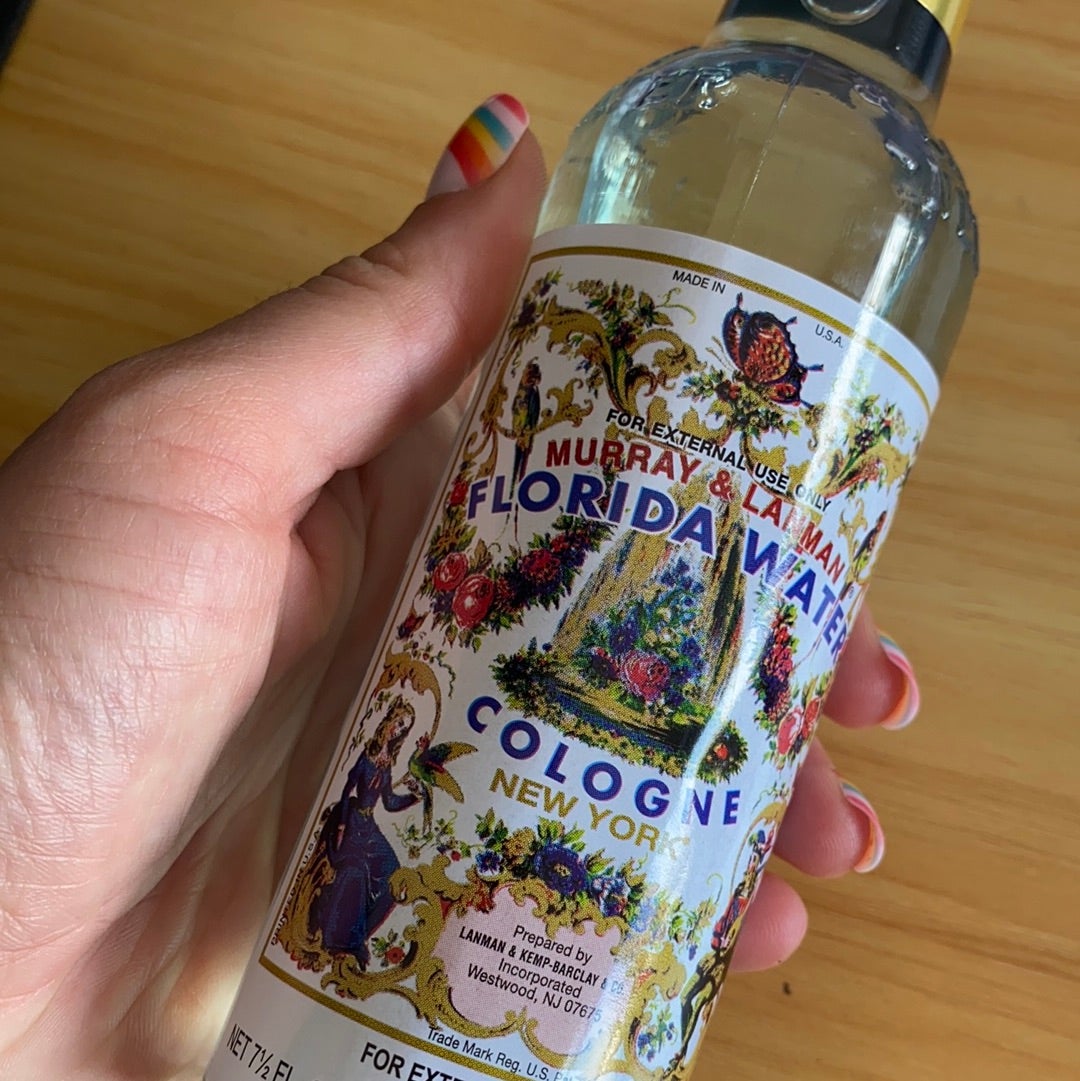 MADE IN U.S.A.
FOR EXTERNAL USE ONLY
MURRAY & LANMAN
FLORIDA WATER
COLOGNE
NEW YORK
Prepared by
LANMAN & KEMP-BARCLAY & CO.
Incorporated
Westwood, NJ 07675
Trade Mark Reg. U.S.
NET 7½ FL
FOR